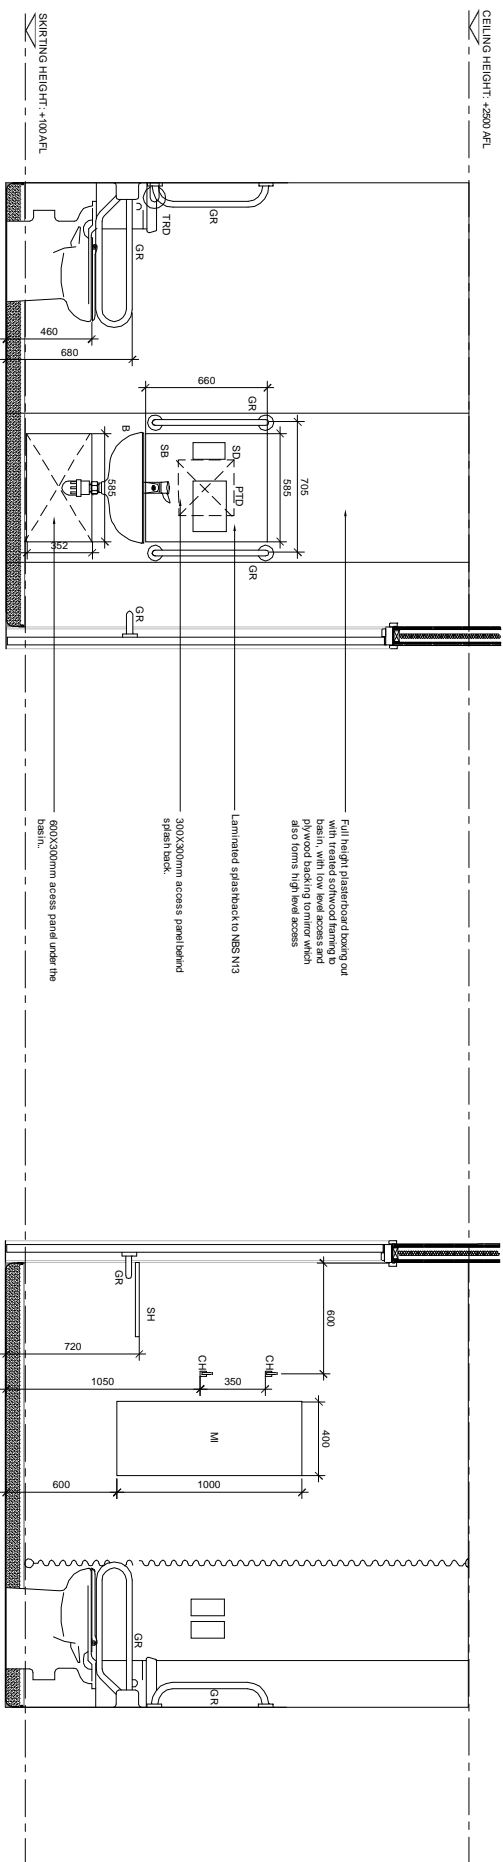 CEILING HEIGHT: +2500 AFL
SKIRTING HEIGHT: +100 AFL
GR
TRD
GR
460
680
660
GR
705
585
SD
PTD
SB
B
585
352
GR
GR
Full height plasterboard boxing out
with treated softwood framing to
basin, with low level access and
plywood backing to mirror which
also forms high level access
Laminated splashback to NBS N13
300X300mm access panel behind
splash back.
600X300mm acess panel under the
basin..
GR
SH
720
600
CH
CH
1050
350
MI
400
600
1000
GR
GR